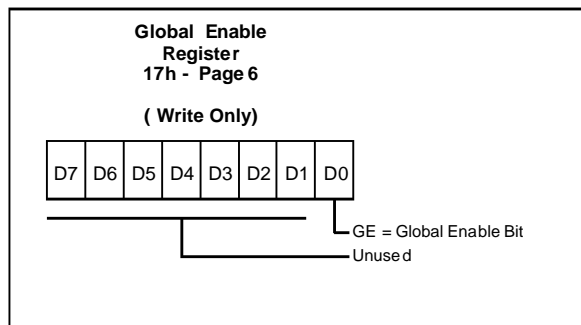 Global Enable
Register
17h - Page 6
( Write Only)
D7 D6 D5 D4 D3 D2 D1 D0
GE = Global Enable Bit
Unused